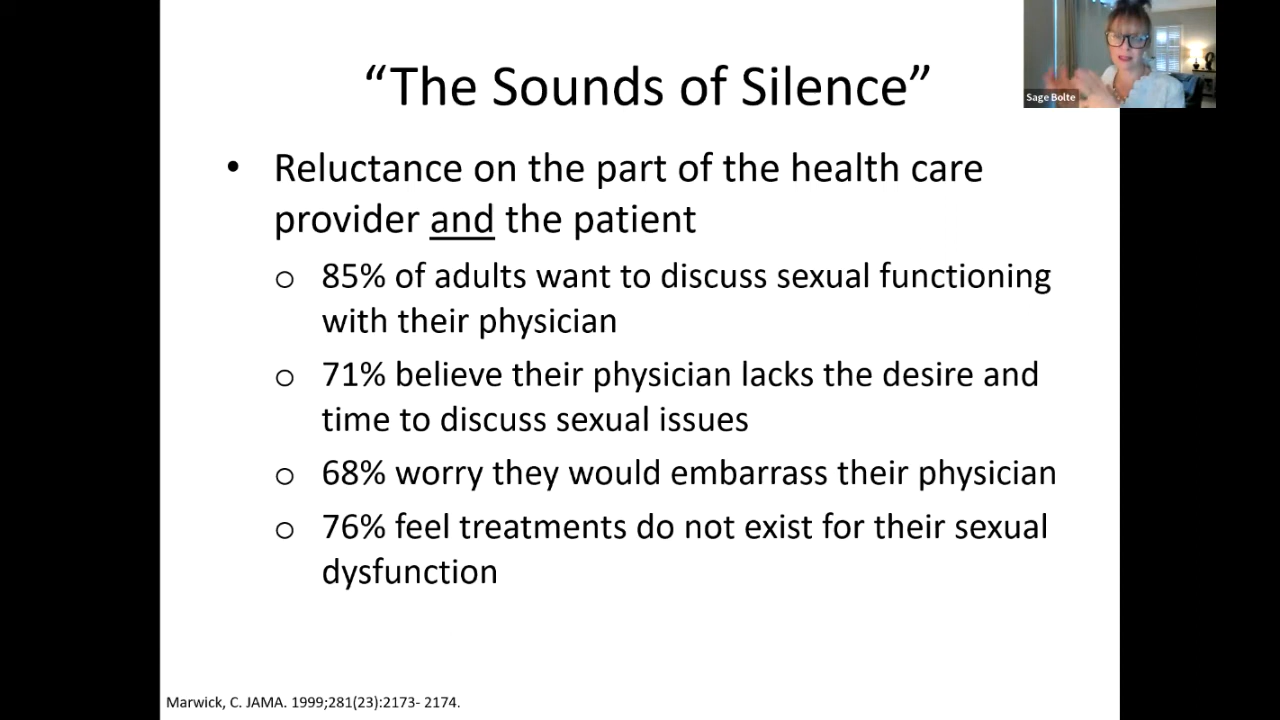 “The Sounds of Silence”
Sage Bolte
• Reluctance on the part of the health care
provider and the patient
o 85% of adults want to discuss sexual functioning
with their physician
o 71% believe their physician lacks the desire and
time to discuss sexual issues
o 68% worry they would embarrass their physician
o 76% feel treatments do not exist for their sexual
dysfunction
Marwick, C. JAMA. 1999;281(23):2173- 2174.